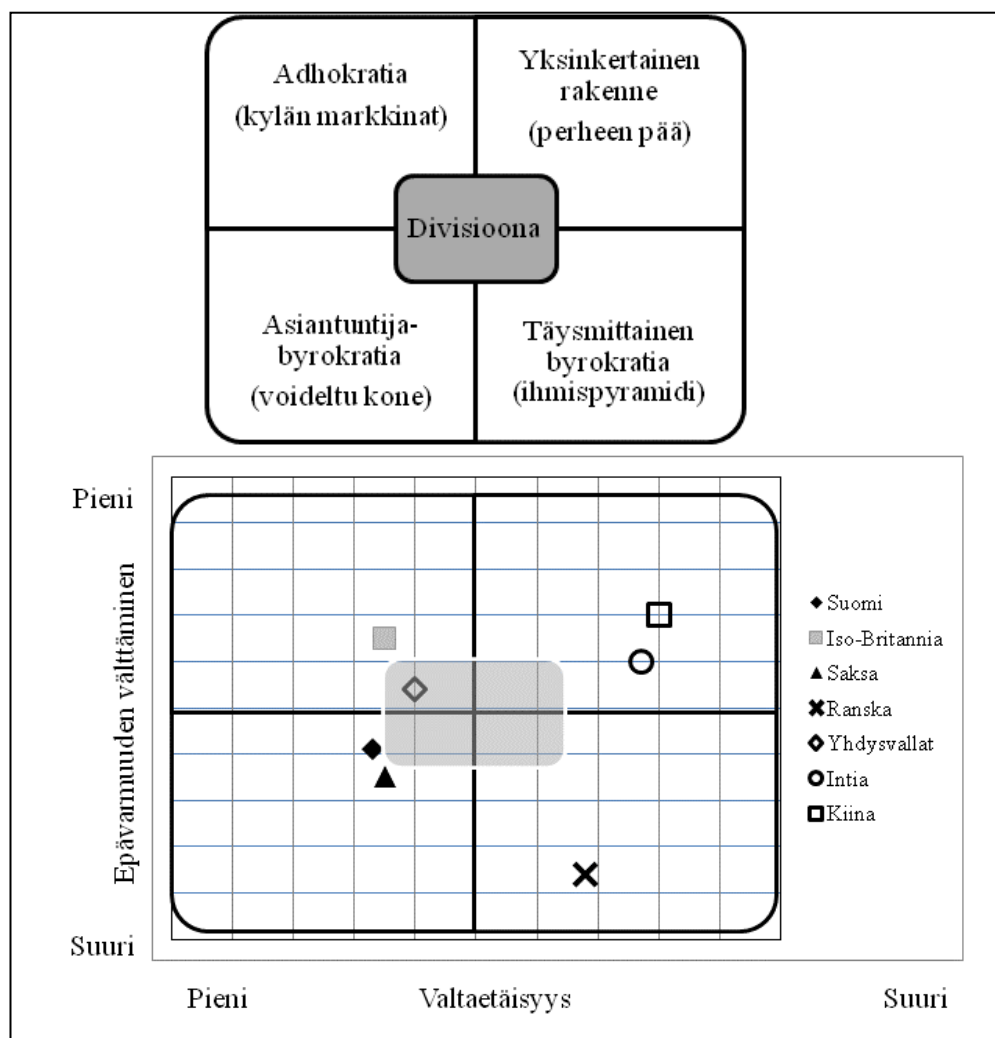 Adhokratia
(kylän markkinat)
Yksinkertainen
rakenne
(perheen pää)
Divisioona
Asiantuntija-
byrokratia
(voideltu kone)
Täysmittainen
byrokratia
(ihmispyramidi)
Pieni
Epävarmuuden välttäminen
Suuri
Suomi
Iso-Britannia
Saksa
Ranska
Yhdysvallat
Intia
Kiina
Pieni
Valtaetäisyys
Suuri